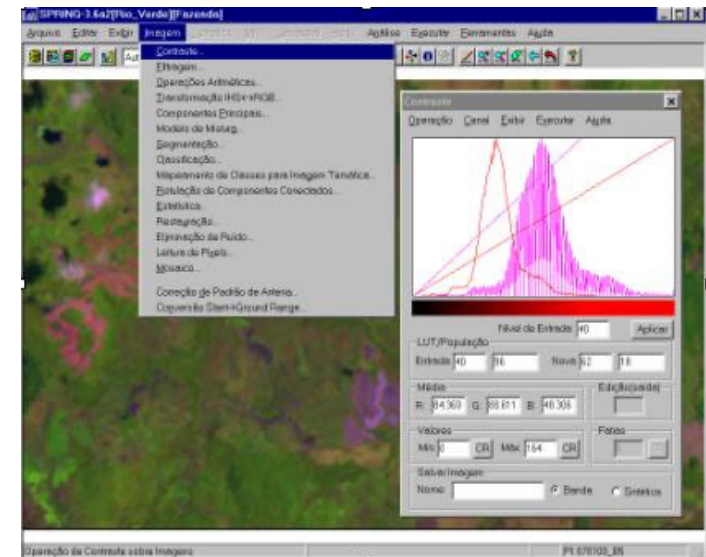 SPRING-3.6a2[Rio_Verde][Fazenda]
Arquivo Editar Exibir Imagem Análise Executar Ferramentas Ajuda
Contraste...
Filtragem...
Operações Aritméticas...
Transformação IHS<->RGB...
Componentes Principais...
Modelo de Mistura...
Segmentação...
Classificação...
Mapeamento de Classes para Imagem Temática...
Rotulação de Componentes Conectados...
Estatística...
Restauração...
Eliminação de Ruído...
Leitura de Pixels...
Mosaico...
Correção de Padrão de Antena...
Conversão Slant->Ground Range...
Contraste
Operação Canal Exibir Executar Ajuda
Nível de Entrada: 40 Aplicar
LUT/População
Entrada: 40 16 Nova: 62 18
Média Edição(saída)
R: 84.360 G: 88.611 B: 48.306
Valores Fatias
Mín: 0 CR Máx: 164 CR
Salvar Imagem
Nome: Banda Sintética
Operação de Contraste sobre Imagens